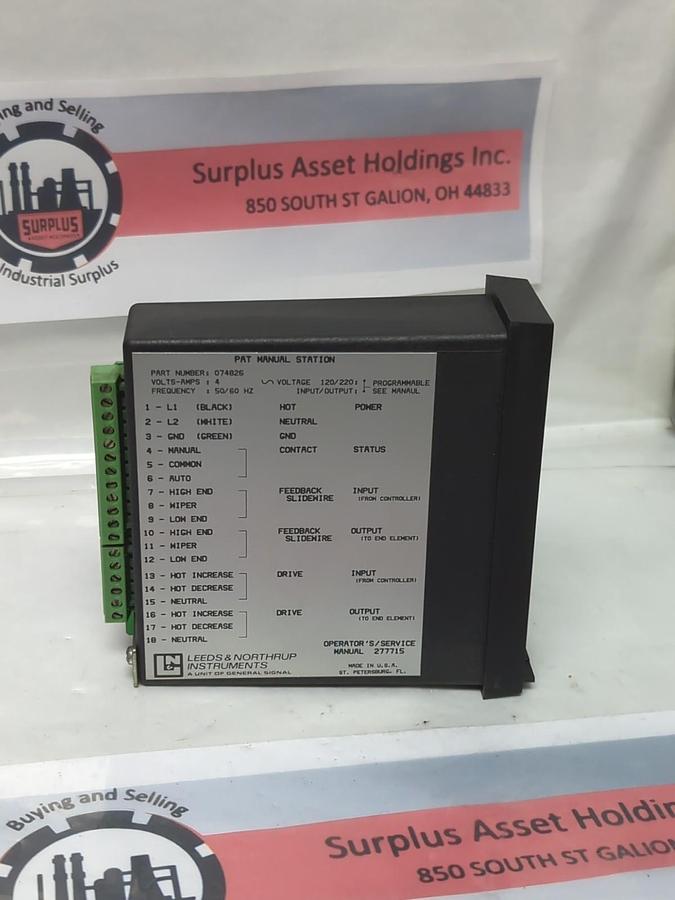 ing and Selling
SURPLUS
Industrial Surplus
Surplus Asset Holdings Inc.
850 SOUTH ST GALION, OH 44833
PAT MANUAL STATION
PART NUMBER: 074826
VOLTS-AMPS : 4 VOLTAGE 120/220: PROGRAMMABLE
FREQUENCY : 50/60 HZ INPUT/OUTPUT: SEE MANAUL
1 - L1 (BLACK) HOT POWER
2 - L2 (WHITE) NEUTRAL
3 - GND (GREEN) GND
4 - MANUAL CONTACT STATUS
5 - COMMON
6 - AUTO
7 - HIGH END FEEDBACK INPUT
8 - WIPER SLIDEWIRE (FROM CONTROLLER)
9 - LOW END
10 - HIGH END FEEDBACK OUTPUT
11 - WIPER SLIDEWIRE (TO END ELEMENT)
12 - LOW END
13 - HOT INCREASE DRIVE INPUT
14 - HOT DECREASE (FROM CONTROLLER)
15 - NEUTRAL
16 - HOT INCREASE DRIVE OUTPUT
17 - HOT DECREASE (TO END ELEMENT)
18 - NEUTRAL
OPERATOR'S/SERVICE
MANUAL 277715
LEEDS & NORTHRUP
INSTRUMENTS
A UNIT OF GENERAL SIGNAL
MADE IN U.S.A.
ST. PETERSBURG, FL.
Buying and Selling
Surplus Asset Holdin
850 SOUTH ST GALION